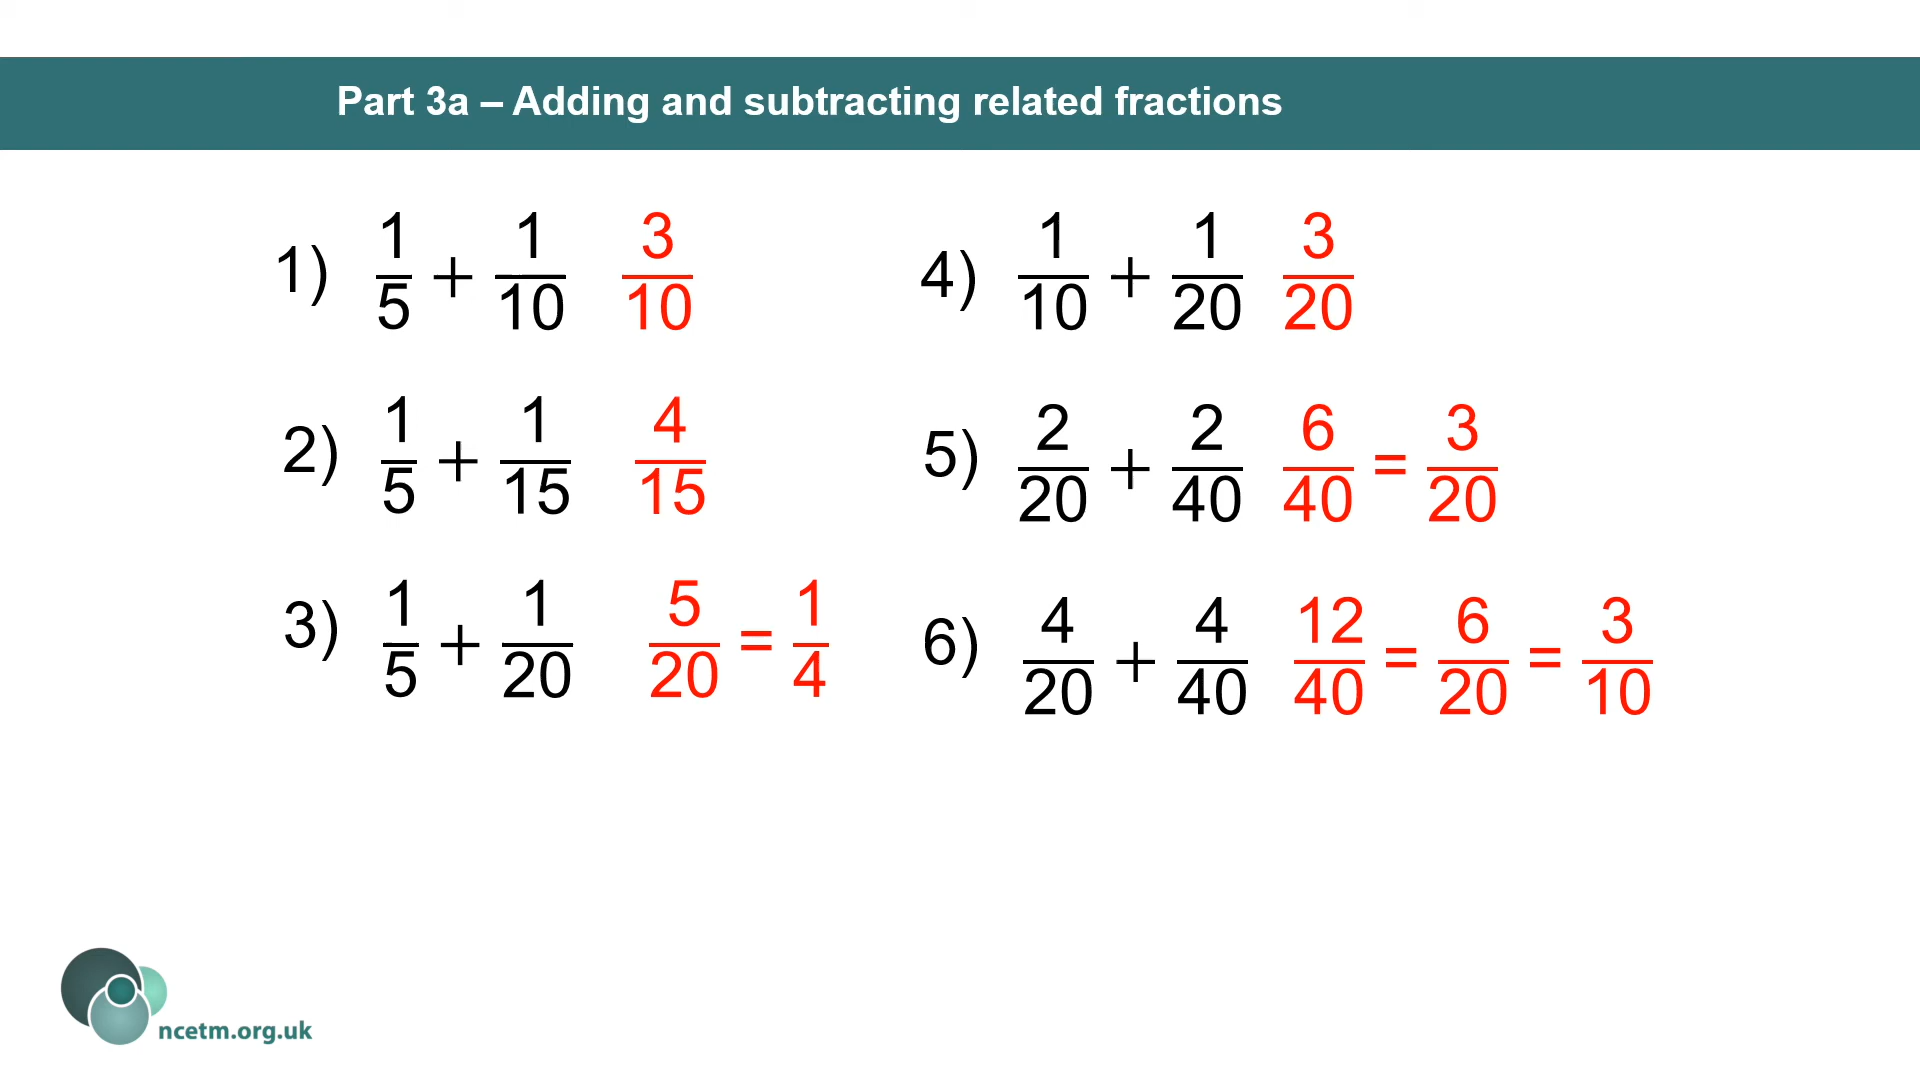 Part 3a – Adding and subtracting related fractions
1) 1/5 + 1/10 3/10
2) 1/5 + 1/15 4/15
3) 1/5 + 1/20 5/20 = 1/4
4) 1/10 + 1/20 3/20
5) 2/20 + 2/40 6/40 = 3/20
6) 4/20 + 4/40 12/40 = 6/20 = 3/10
ncetm.org.uk